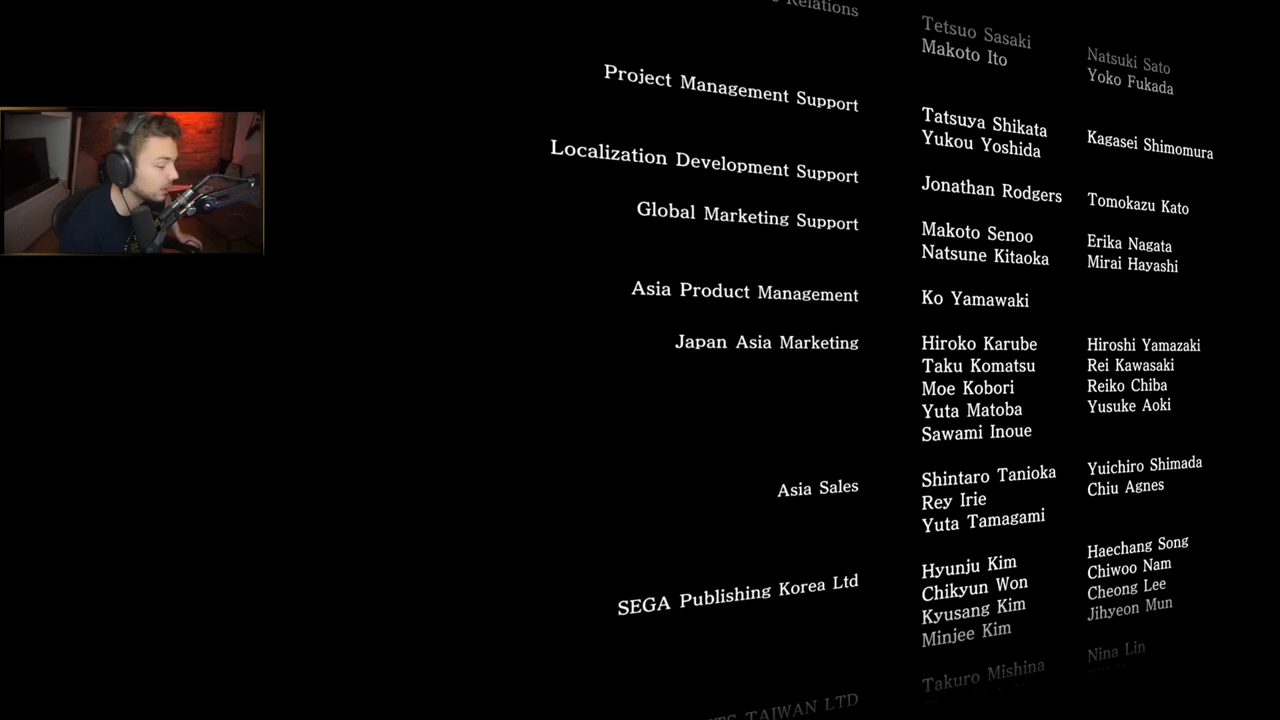 Relations
Tetsuo Sasaki Natsuki Sato
Makoto Ito Yoko Fukada
Project Management Support Tatsuya Shikata Kagasei Shimomura
Yukou Yoshida
Localization Development Support Jonathan Rodgers Tomokazu Kato
Global Marketing Support Makoto Senoo Erika Nagata
Natsune Kitaoka Mirai Hayashi
Asia Product Management Ko Yamawaki
Japan Asia Marketing Hiroko Karube Hiroshi Yamazaki
Taku Komatsu Rei Kawasaki
Moe Kobori Reiko Chiba
Yuta Matoba Yusuke Aoki
Sawami Inoue
Asia Sales Shintaro Tanioka Yuichiro Shimada
Rey Irie Chiu Agnes
Yuta Tamagami
SEGA Publishing Korea Ltd Hyunju Kim Haechang Song
Chikyun Won Chiwoo Nam
Kyusang Kim Cheong Lee
Minjee Kim Jihyeon Mun
TAIWAN LTD Takuro Mishina Nina Lin